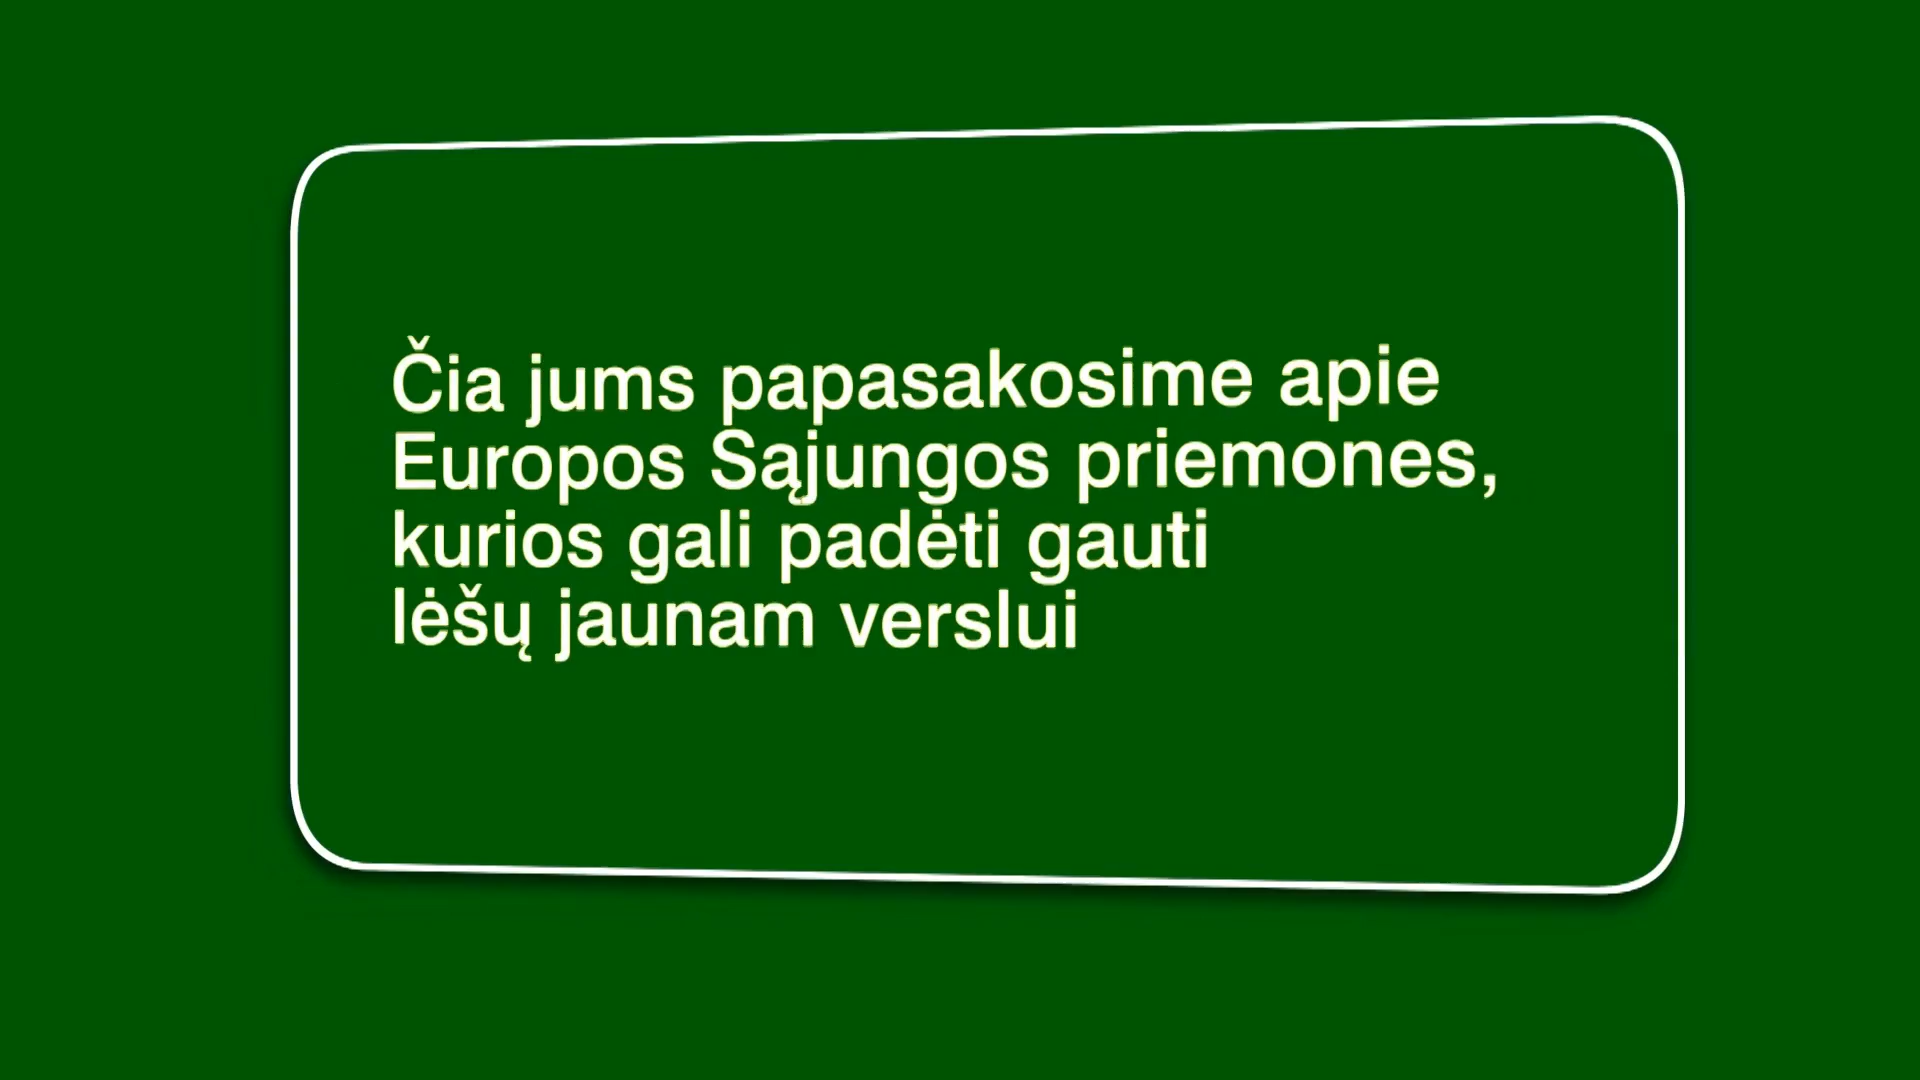 Čia jums papasakosime apie
Europos Sąjungos priemones,
kurios gali padėti gauti
lėšų jaunam verslui